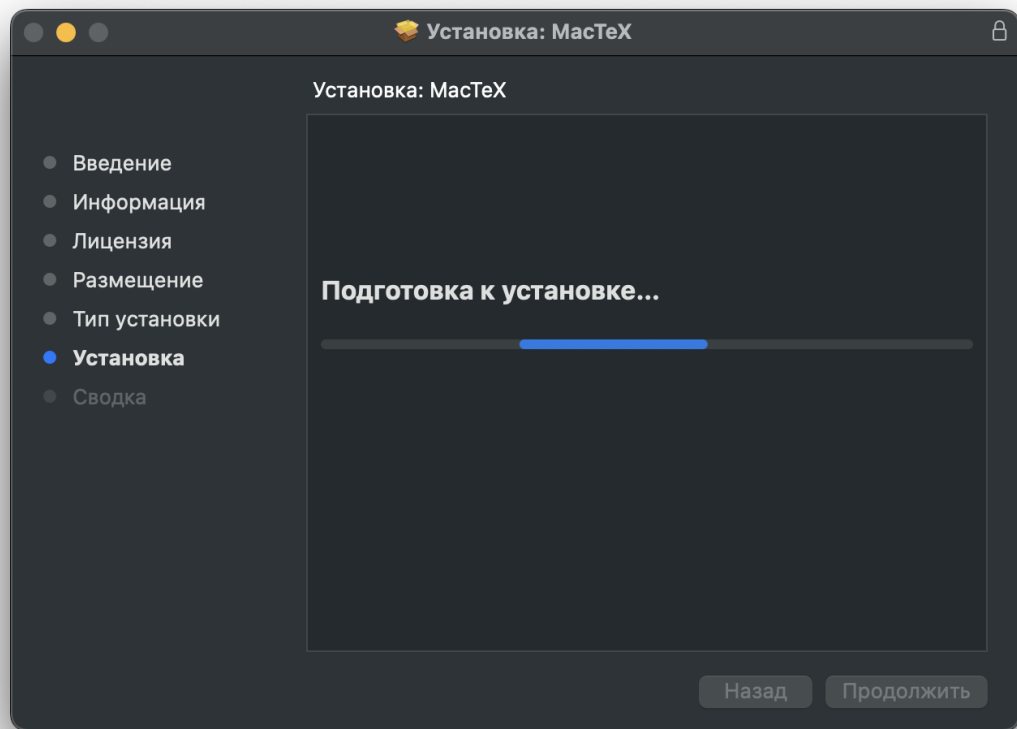 Установка: MacTeX
Установка: MacTeX
Введение
Информация
Лицензия
Размещение
Тип установки
Установка
Сводка
Подготовка к установке...
Назад
Продолжить